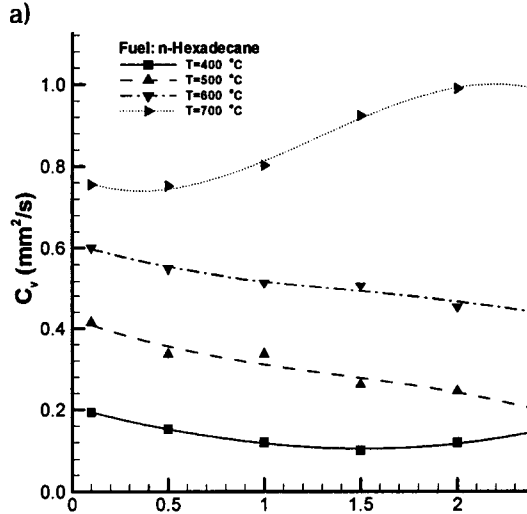 a)
Fuel: n-Hexadecane
T=400 °C
T=500 °C
T=600 °C
T=700 °C
1.0
0.8
0.6
0.4
0.2
0.0
C_v (mm²/s)
0
0.5
1
1.5
2